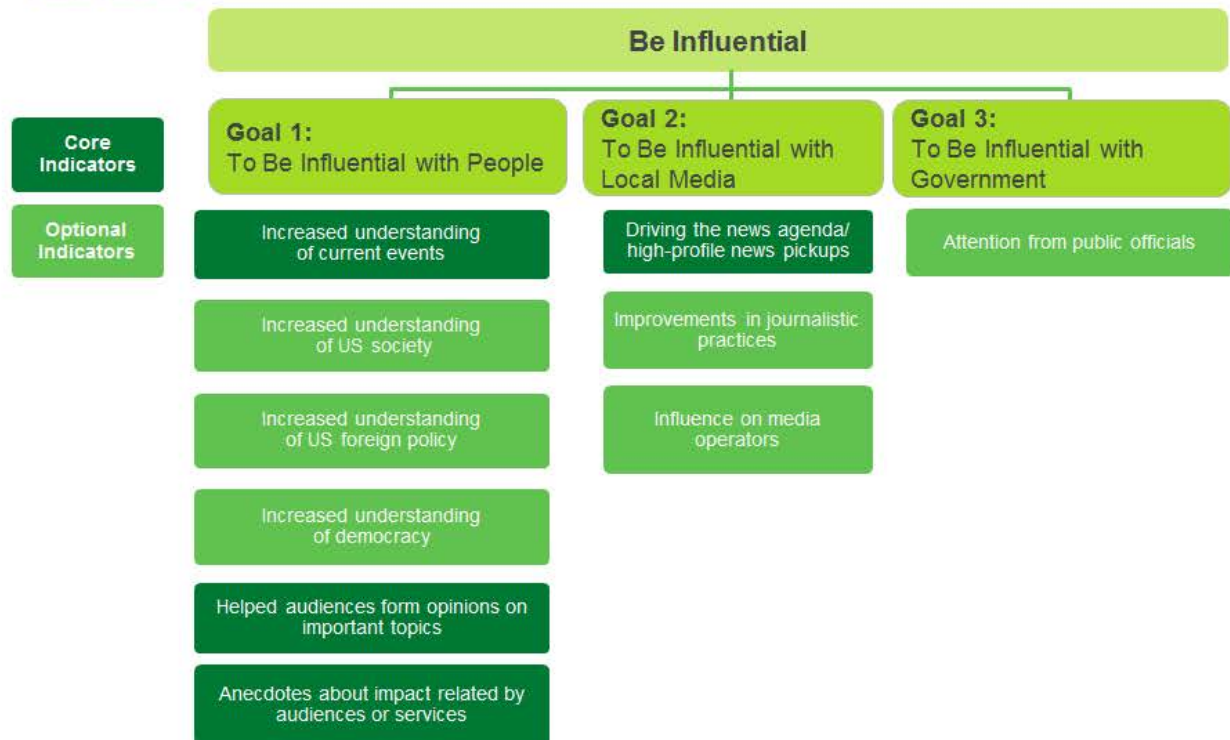 Be Influential
Core
Indicators
Optional
Indicators
Goal 1:
To Be Influential with People
Increased understanding
of current events
Increased understanding
of US society
Increased understanding
of US foreign policy
Increased understanding
of democracy
Helped audiences form opinions on
important topics
Anecdotes about impact related by
audiences or services
Goal 2:
To Be Influential with
Local Media
Driving the news agenda/
high-profile news pickups
Improvements in journalistic
practices
Influence on media
operators
Goal 3:
To Be Influential with
Government
Attention from public officials